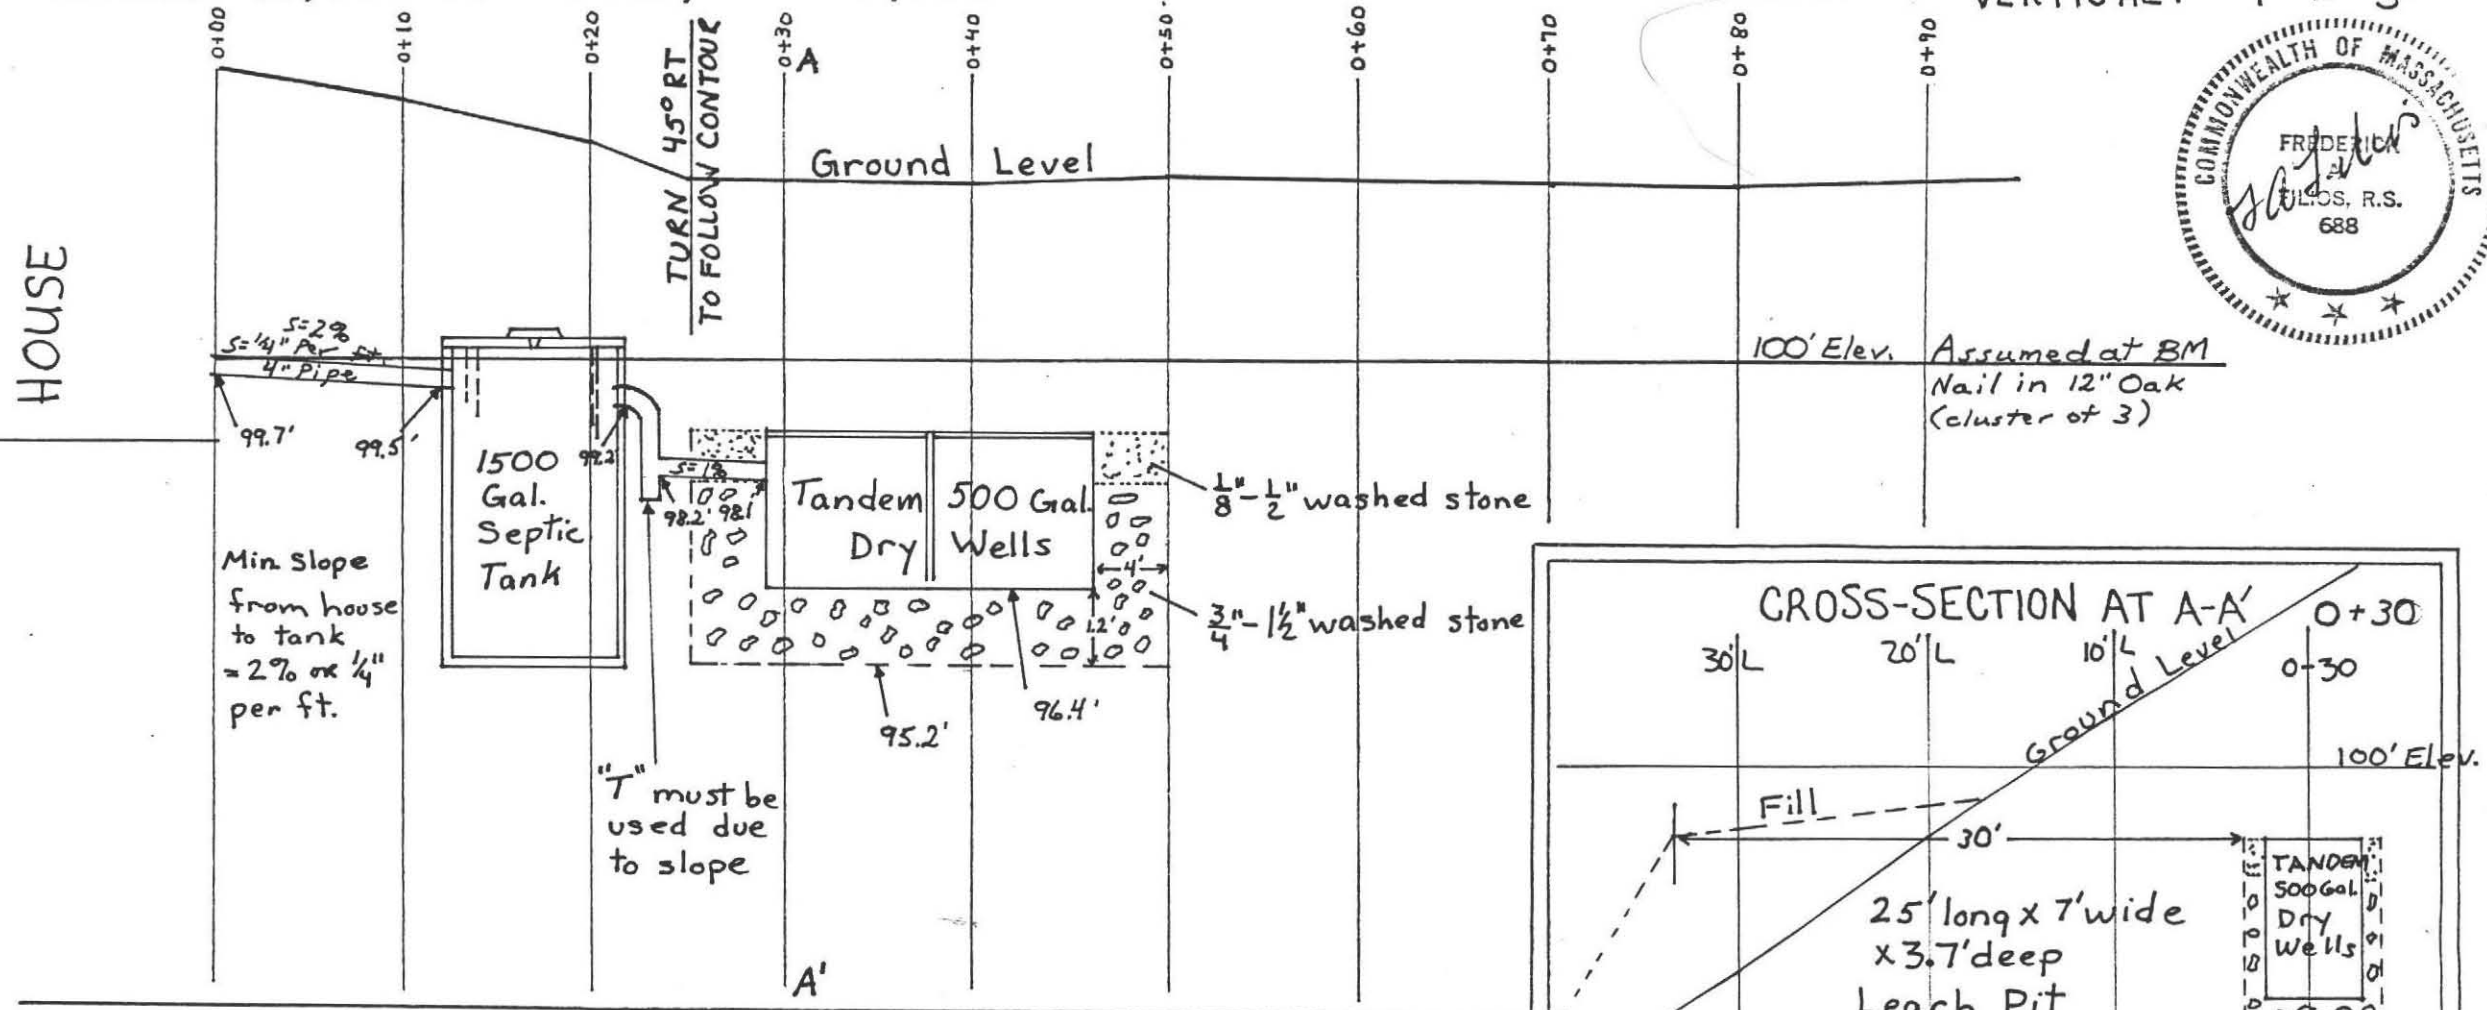 0+00
0+10
0+20
TURN 45° RT
TO FOLLOW CONTOUR
0+30
A
0+40
0+50
0+60
0+70
0+80
0+90
VERTICAL:
COMMONWEALTH OF MASSACHUSETTS
FREDERICK
A
FILIOS, R.S.
688
Ground Level
HOUSE
S=2%
S=1/4" Per ft.
4" Pipe
99.7'
99.5'
99.2'
1500
Gal.
Septic
Tank
S=1%
98.2' 98.1
Tandem 500 Gal.
Dry Wells
4'
1.2'
1/8"-1/2" washed stone
3/4"-1 1/2" washed stone
100' Elev. Assumed at BM
Nail in 12" Oak
(cluster of 3)
Min. Slope
from house
to tank
=2% or 1/4"
per ft.
95.2'
96.4'
"T" must be
used due
to slope
A'
CROSS-SECTION AT A-A'
0+30
30'L
20'L
10'L
0+30
Ground Level
100' Elev.
Fill
30'
25' long x 7' wide
x 3.7' deep
Leach Pit
TANDEM
500 Gal.
Dry
Wells